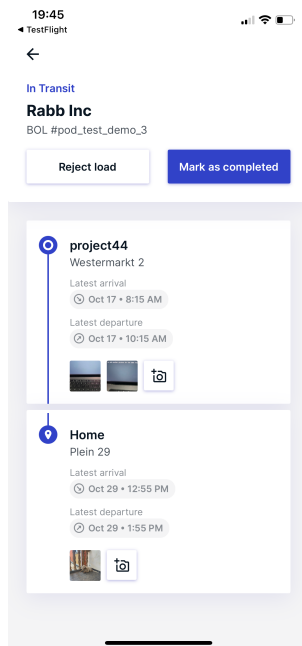 19:45
◀ TestFlight
In Transit
Rabb Inc
BOL #pod_test_demo_3
Reject load
Mark as completed
project44
Westermarkt 2
Latest arrival
Oct 17 • 8:15 AM
Latest departure
Oct 17 • 10:15 AM
Home
Plein 29
Latest arrival
Oct 29 • 12:55 PM
Latest departure
Oct 29 • 1:55 PM